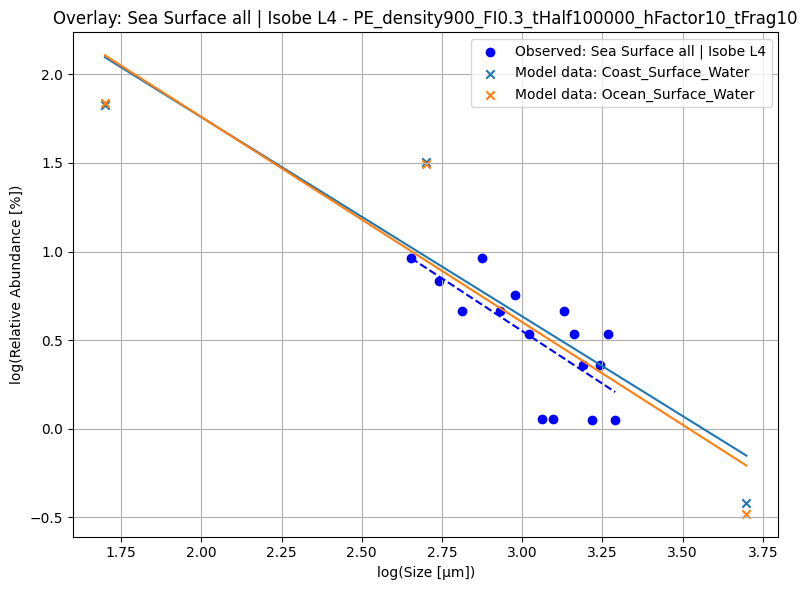 Overlay: Sea Surface all | Isobe L4 - PE_density900_FI0.3_tHalf100000_hFactor10_tFrag10
Observed: Sea Surface all | Isobe L4
Model data: Coast_Surface_Water
Model data: Ocean_Surface_Water
log(Relative Abundance [%])
2.0
1.5
1.0
0.5
0.0
−0.5
1.75 2.00 2.25 2.50 2.75 3.00 3.25 3.50 3.75
log(Size [μm])